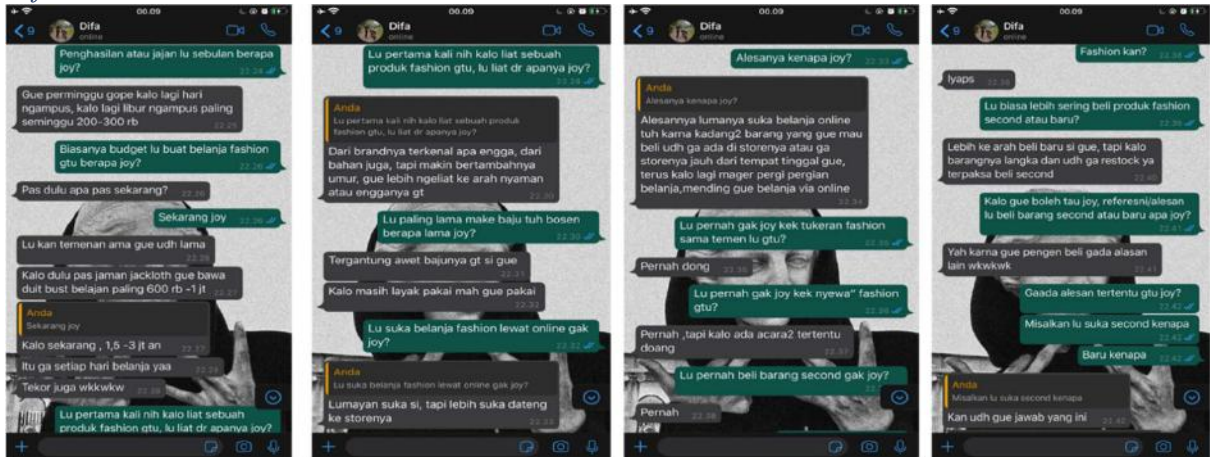 00.09
9
Difa
online
Penghasilan atau jajan lu sebulan berapa
joy?
22.24
Gue perminggu gope kalo lagi hari
ngampus, kalo lagi libur ngampus paling
seminggu 200-300 rb
22.25
Biasanya budget lu buat belanja fashion
gtu berapa joy?
22.26
Pas dulu apa pas sekarang?
22.26
Sekarang joy
22.26
Lu kan temenan ama gue udh lama
22.26
Kalo dulu pas jaman jackloth gue bawa
duit bust belajan paling 600 rb -1 jt
22.27
Anda
Sekarang joy
Kalo sekarang , 1,5 -3 jt an
22.27
Itu ga setiap hari belanja yaa
22.28
Tekor juga wkkwkw
22.28
Lu pertama kali nih kalo liat sebuah
produk fashion gtu, lu liat dr apanya joy?
00.09
9
Difa
online
Lu pertama kali nih kalo liat sebuah
produk fashion gtu, lu liat dr apanya joy?
22.28
Anda
Lu pertama kali nih kalo liat sebuah produk
fashion gtu, lu liat dr apanya joy?
Dari brandnya terkenal apa engga, dari
bahan juga, tapi makin bertambahnya
umur, gue lebih ngeliat ke arah nyaman
atau engganya gt
22.30
Lu paling lama make baju tuh bosen
berapa lama joy?
22.30
Tergantung awet bajunya gt si gue
22.31
Kalo masih layak pakai mah gue pakai
22.32
Lu suka belanja fashion lewat online gak
joy?
22.32
Anda
Lu suka belanja fashion lewat online gak joy?
Lumayan suka si, tapi lebih suka dateng
ke storenya
22.33
00.09
9
Difa
online
Alesanya kenapa joy?
22.33
Anda
Alesanya kenapa joy?
Alesannya lumanya suka belanja online
tuh karna kadang2 barang yang gue mau
beli udh ga ada di storenya atau ga
storenya jauh dari tempat tinggal gue,
terus kalo lagi mager pergi pergian
belanja,mending gue belanja via online
22.34
Lu pernah gak joy kek tukeran fashion
sama temen lu gtu?
22.35
Pernah dong
22.36
Lu pernah gak joy kek nyewa" fashion
gtu?
22.36
Pernah ,tapi kalo ada acara2 tertentu
doang
22.37
Lu pernah beli barang second gak joy?
22
Pernah
22.38
00.09
9
Difa
online
Fashion kan?
22.38
Iyaps
22.38
Lu biasa lebih sering beli produk fashion
second atau baru?
22.39
Lebih ke arah beli baru si gue, tapi kalo
barangnya langka dan udh ga restock ya
terpaksa beli second
22.40
Kalo gue boleh tau joy, referesni/alesan
lu beli barang second atau baru apa joy?
22.41
Yah karna gue pengen beli gada alasan
lain wkwkwk
22.41
Gaada alesan tertentu gtu joy?
22.42
Misalkan lu suka second kenapa
22.42
Baru kenapa
22.42
Anda
Misalkan lu suka second kenapa
Kan udh gue jawab yang ini
22.42